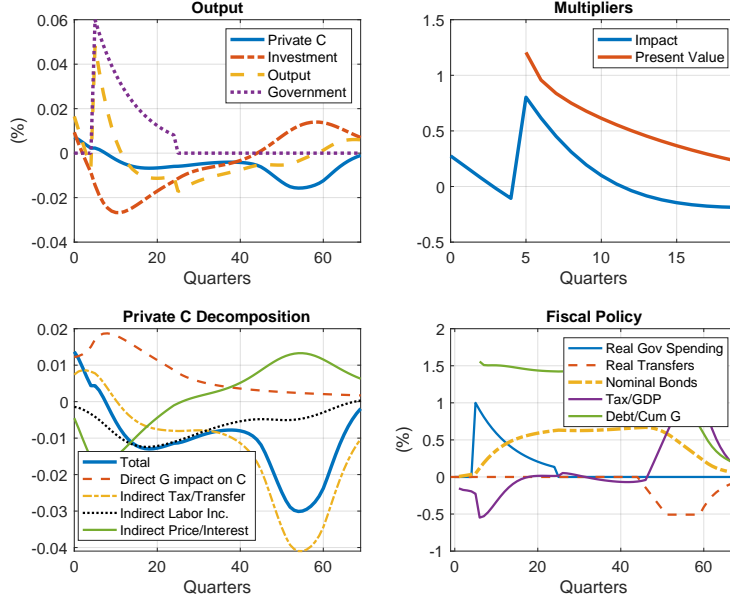 Output
0.06
0.04
0.02
0
-0.02
-0.04
(%)
0
20
40
60
Quarters
Private C
Investment
Output
Government
Multipliers
1.5
1
0.5
0
-0.5
0
5
10
15
Quarters
Impact
Present Value
Private C Decomposition
0.02
0.01
0
-0.01
-0.02
-0.03
-0.04
0
20
40
60
Quarters
Total
Direct G impact on C
Indirect Tax/Transfer
Indirect Labor Inc.
Indirect Price/Interest
Fiscal Policy
2
1.5
1
0.5
0
-0.5
-1
(%)
0
20
40
60
Quarters
Real Gov Spending
Real Transfers
Nominal Bonds
Tax/GDP
Debt/Cum G